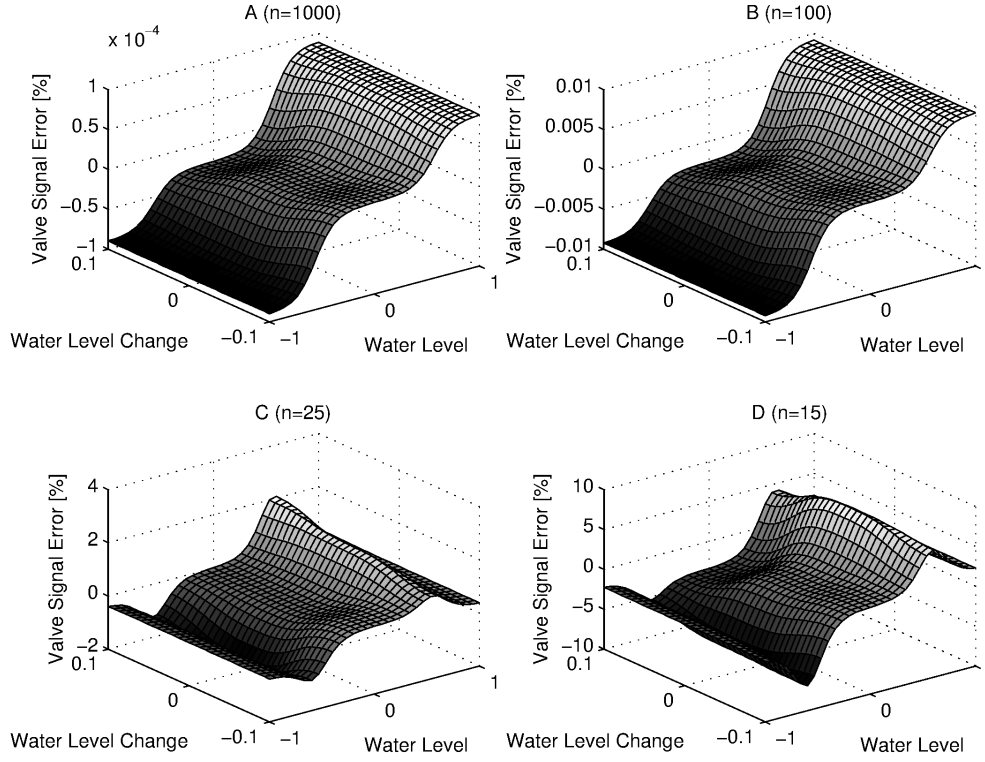 A (n=1000)
x 10⁻⁴
Valve Signal Error [%]
1
0.5
0
−0.5
−1
0.1
0
−0.1
Water Level Change
−1
0
1
Water Level
B (n=100)
Valve Signal Error [%]
0.01
0.005
0
−0.005
−0.01
0.1
0
−0.1
Water Level Change
−1
0
Water Level
C (n=25)
Valve Signal Error [%]
4
2
0
−2
0.1
0
−0.1
Water Level Change
−1
0
1
Water Level
D (n=15)
Valve Signal Error [%]
10
5
0
−5
−10
0.1
0
−0.1
Water Level Change
−1
0
Water Level